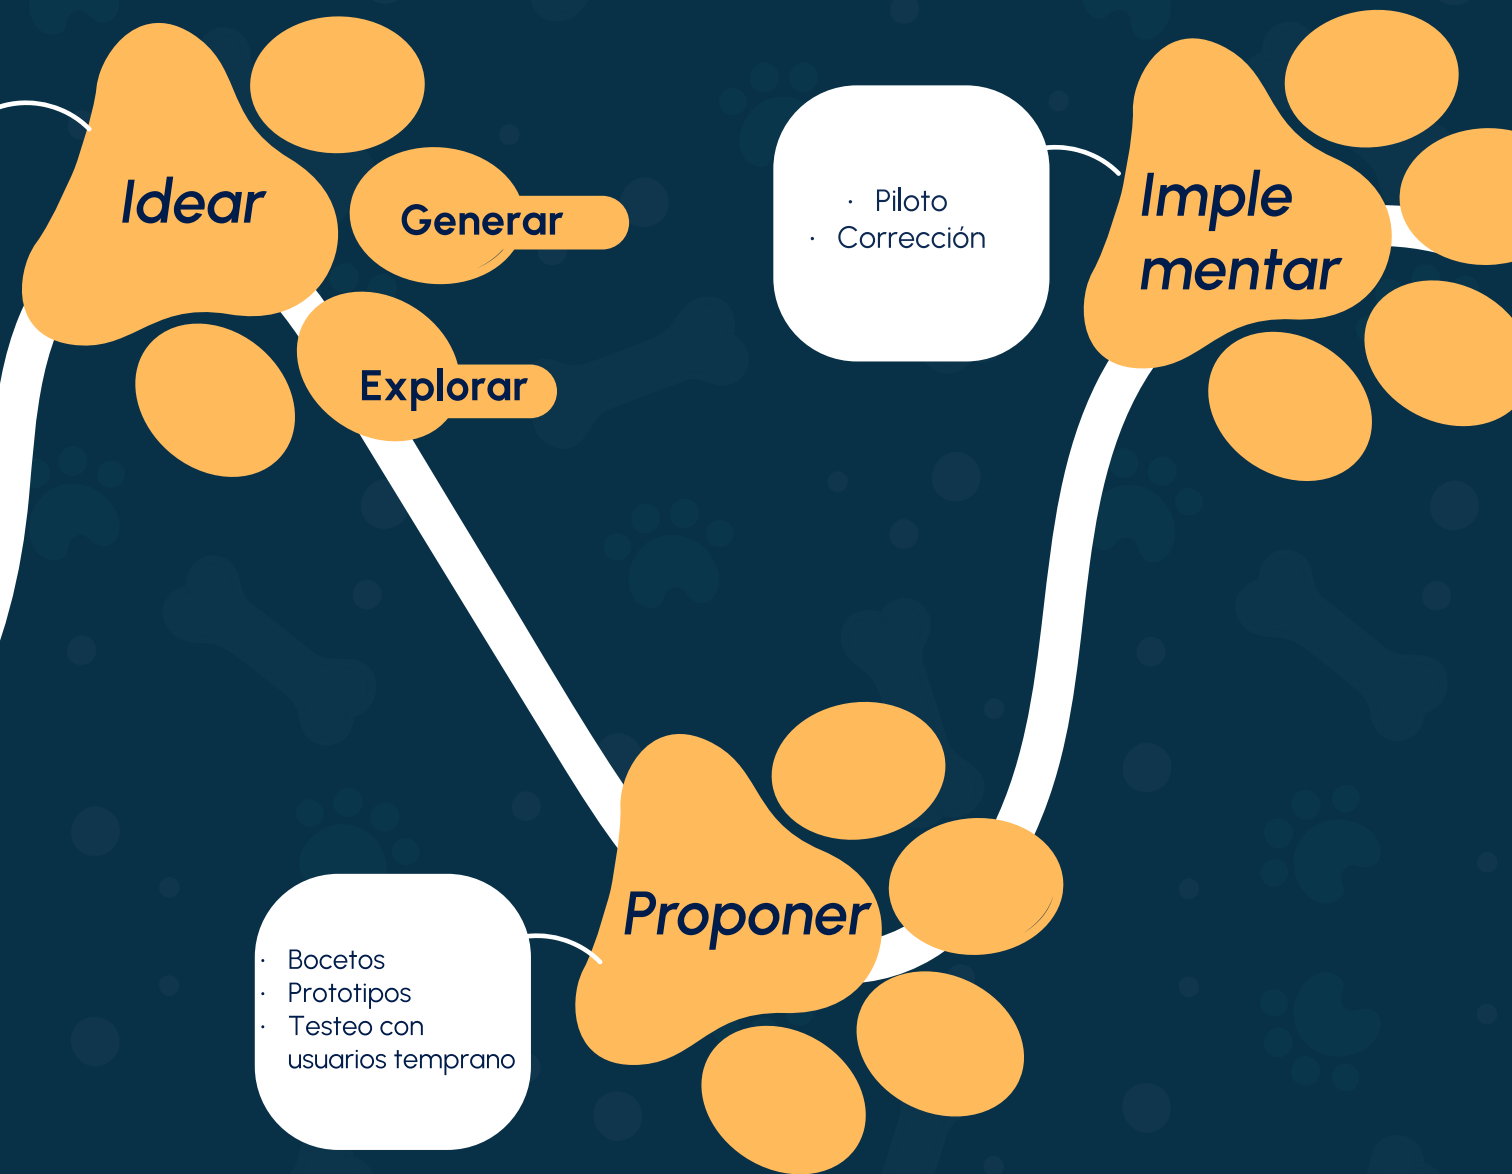 Idear
Generar
Explorar
· Piloto
· Corrección
Imple
mentar
Proponer
· Bocetos
· Prototipos
· Testeo con
usuarios temprano